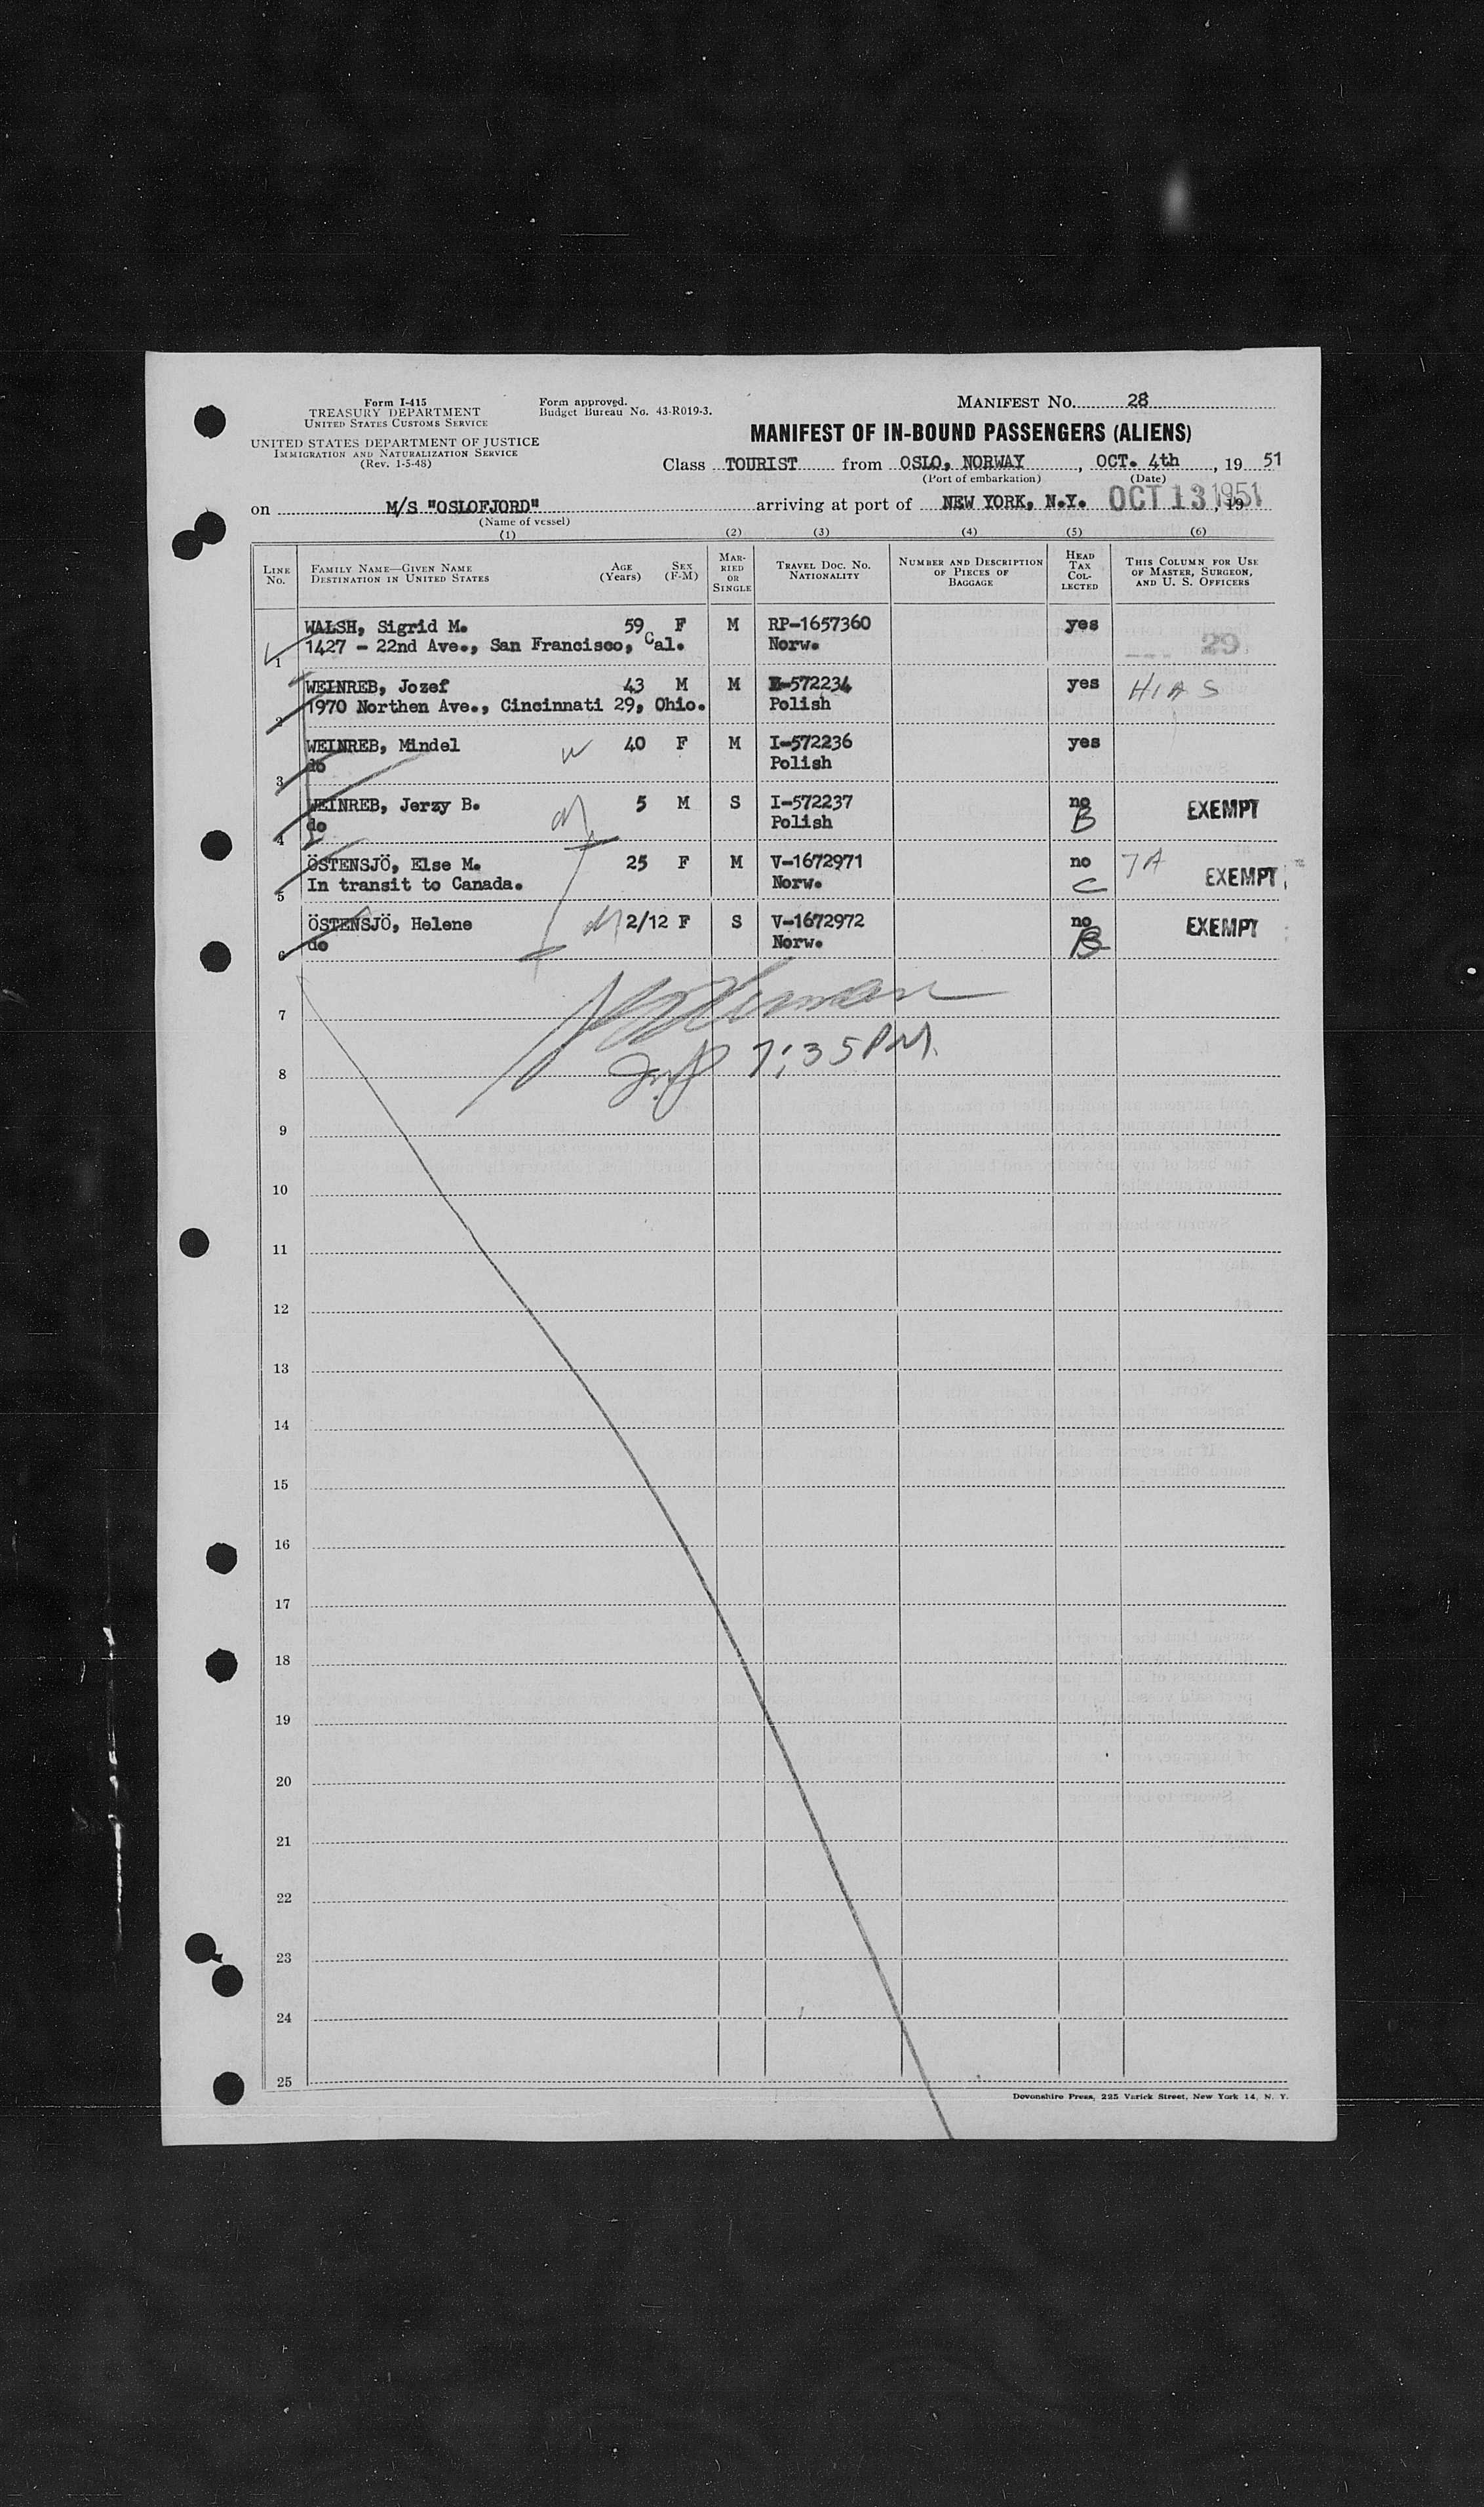 Form I-415
TREASURY DEPARTMENT
UNITED STATES CUSTOMS SERVICE
UNITED STATES DEPARTMENT OF JUSTICE
IMMIGRATION AND NATURALIZATION SERVICE
(Rev. 1-5-48)
Form approved.
Budget Bureau No. 43-R019-3.
MANIFEST NO. 28
MANIFEST OF IN-BOUND PASSENGERS (ALIENS)
Class TOURIST from OSLO, NORWAY, OCT. 4th, 19 51
(Port of embarkation) (Date)
on M/S "OSLOFJORD" arriving at port of NEW YORK, N.Y. OCT 13 1951, 19
(Name of vessel)
(1) (2) (3) (4) (5) (6)
LINE NO. FAMILY NAME—GIVEN NAME DESTINATION IN UNITED STATES AGE (Years) SEX (F-M) MARRIED OR SINGLE TRAVEL DOC. NO. NATIONALITY NUMBER AND DESCRIPTION OF PIECES OF BAGGAGE HEAD TAX COLLECTED THIS COLUMN FOR USE OF MASTER, SURGEON, AND U. S. OFFICERS
WALSH, Sigrid M. 59 F M RP-1657360 yes
1 1427 - 22nd Ave., San Francisco, Cal. Norw. 29
WEINREB, Jozef 43 M M I-572234 yes HIAS
2 1970 Northen Ave., Cincinnati 29, Ohio. Polish
WEINREB, Mindel 40 F M I-572236 yes
3 do Polish
WEINREB, Jerzy B. 5 M S I-572237 no EXEMPT
4 do Polish B
ÖSTENSJÖ, Else M. 25 F M V-1672971 no EXEMPT
5 In transit to Canada. Norw. C
ÖSTENSJÖ, Helene 2/12 F S V-1672972 no EXEMPT
6 do Norw. B
7
8 7:35 PM.
9
10
11
12
13
14
15
16
17
18
19
20
21
22
23
24
25
Devonshire Press, 225 Varick Street, New York 14, N. Y.